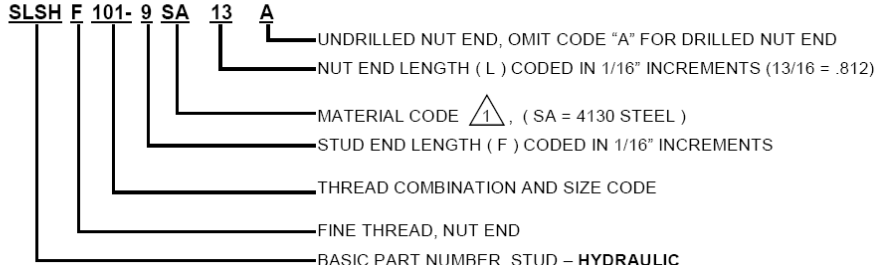 SLSH F 101- 9 SA 13 A
UNDRILLED NUT END, OMIT CODE “A” FOR DRILLED NUT END
NUT END LENGTH ( L ) CODED IN 1/16” INCREMENTS (13/16 = .812)
MATERIAL CODE 1 , ( SA = 4130 STEEL )
STUD END LENGTH ( F ) CODED IN 1/16” INCREMENTS
THREAD COMBINATION AND SIZE CODE
FINE THREAD, NUT END
BASIC PART NUMBER, STUD – HYDRAULIC